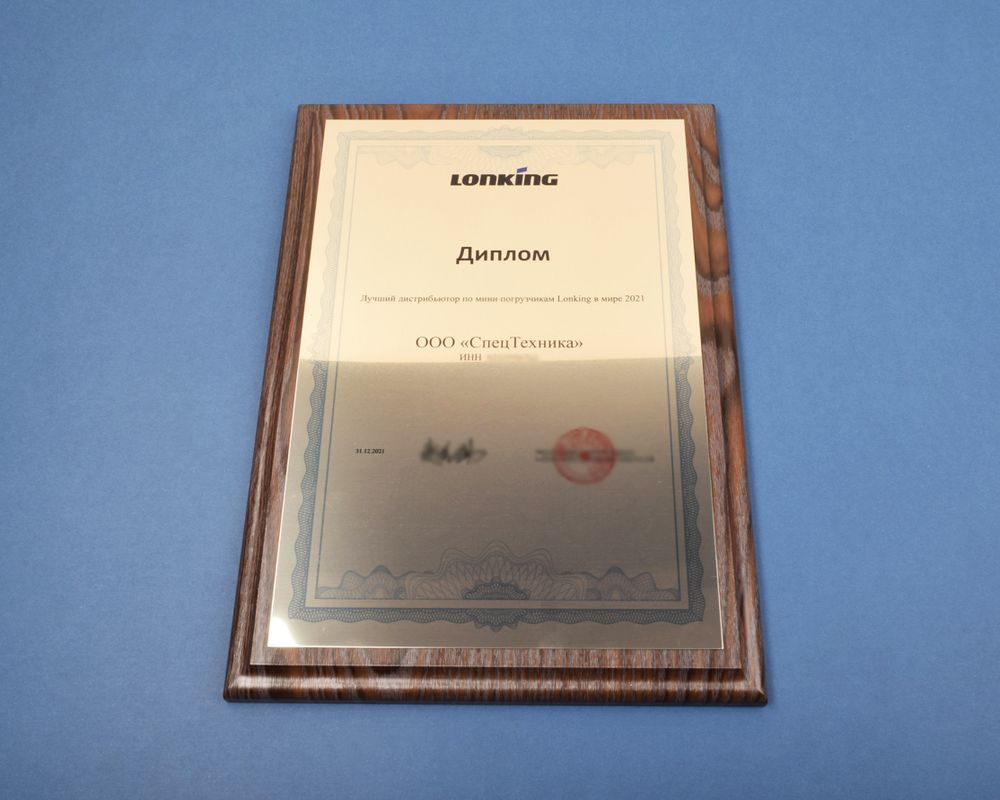 LONKING
Диплом
Лучший дистрибьютор по мини-погрузчикам Lonking в мире 2021
ООО «СпецТехника»
ИНН
31.12.2021